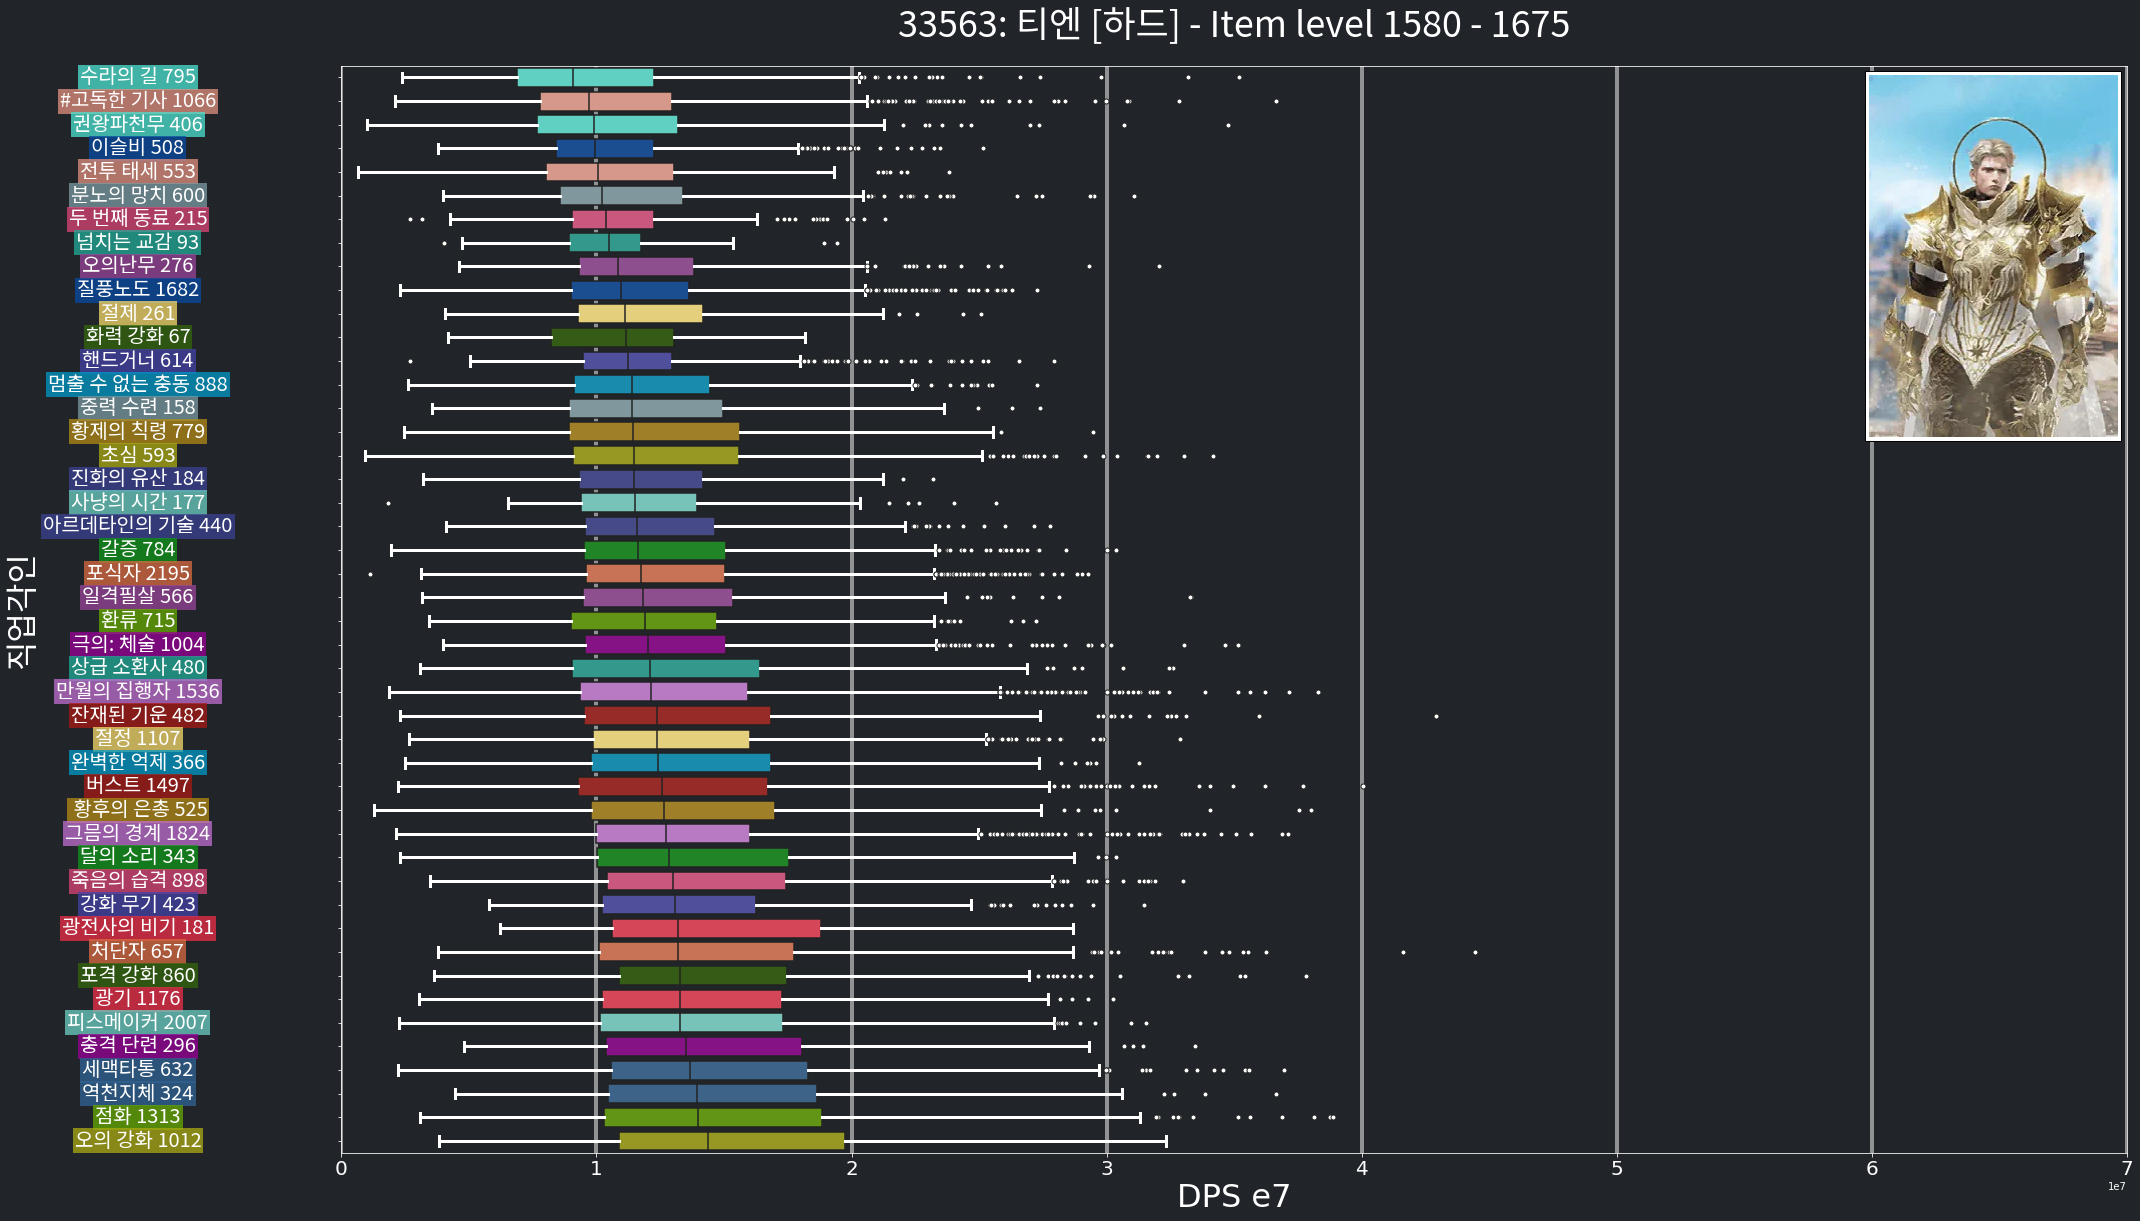 33563: 티엔 [하드] - Item level 1580 - 1675
직업각인
수라의 길 795
#고독한 기사 1066
권왕파천무 406
이슬비 508
전투 태세 553
분노의 망치 600
두 번째 동료 215
넘치는 교감 93
오의난무 276
질풍노도 1682
절제 261
화력 강화 67
핸드거너 614
멈출 수 없는 충동 888
중력 수련 158
황제의 칙령 779
초심 593
진화의 유산 184
사냥의 시간 177
아르데타인의 기술 440
갈증 784
포식자 2195
일격필살 566
환류 715
극의: 체술 1004
상급 소환사 480
만월의 집행자 1536
잔재된 기운 482
절정 1107
완벽한 억제 366
버스트 1497
황후의 은총 525
그믐의 경계 1824
달의 소리 343
죽음의 습격 898
강화 무기 423
광전사의 비기 181
처단자 657
포격 강화 860
광기 1176
피스메이커 2007
충격 단련 296
세맥타통 632
역천지체 324
점화 1313
오의 강화 1012
0 1 2 3 4 5 6 7
DPS e7
1e7